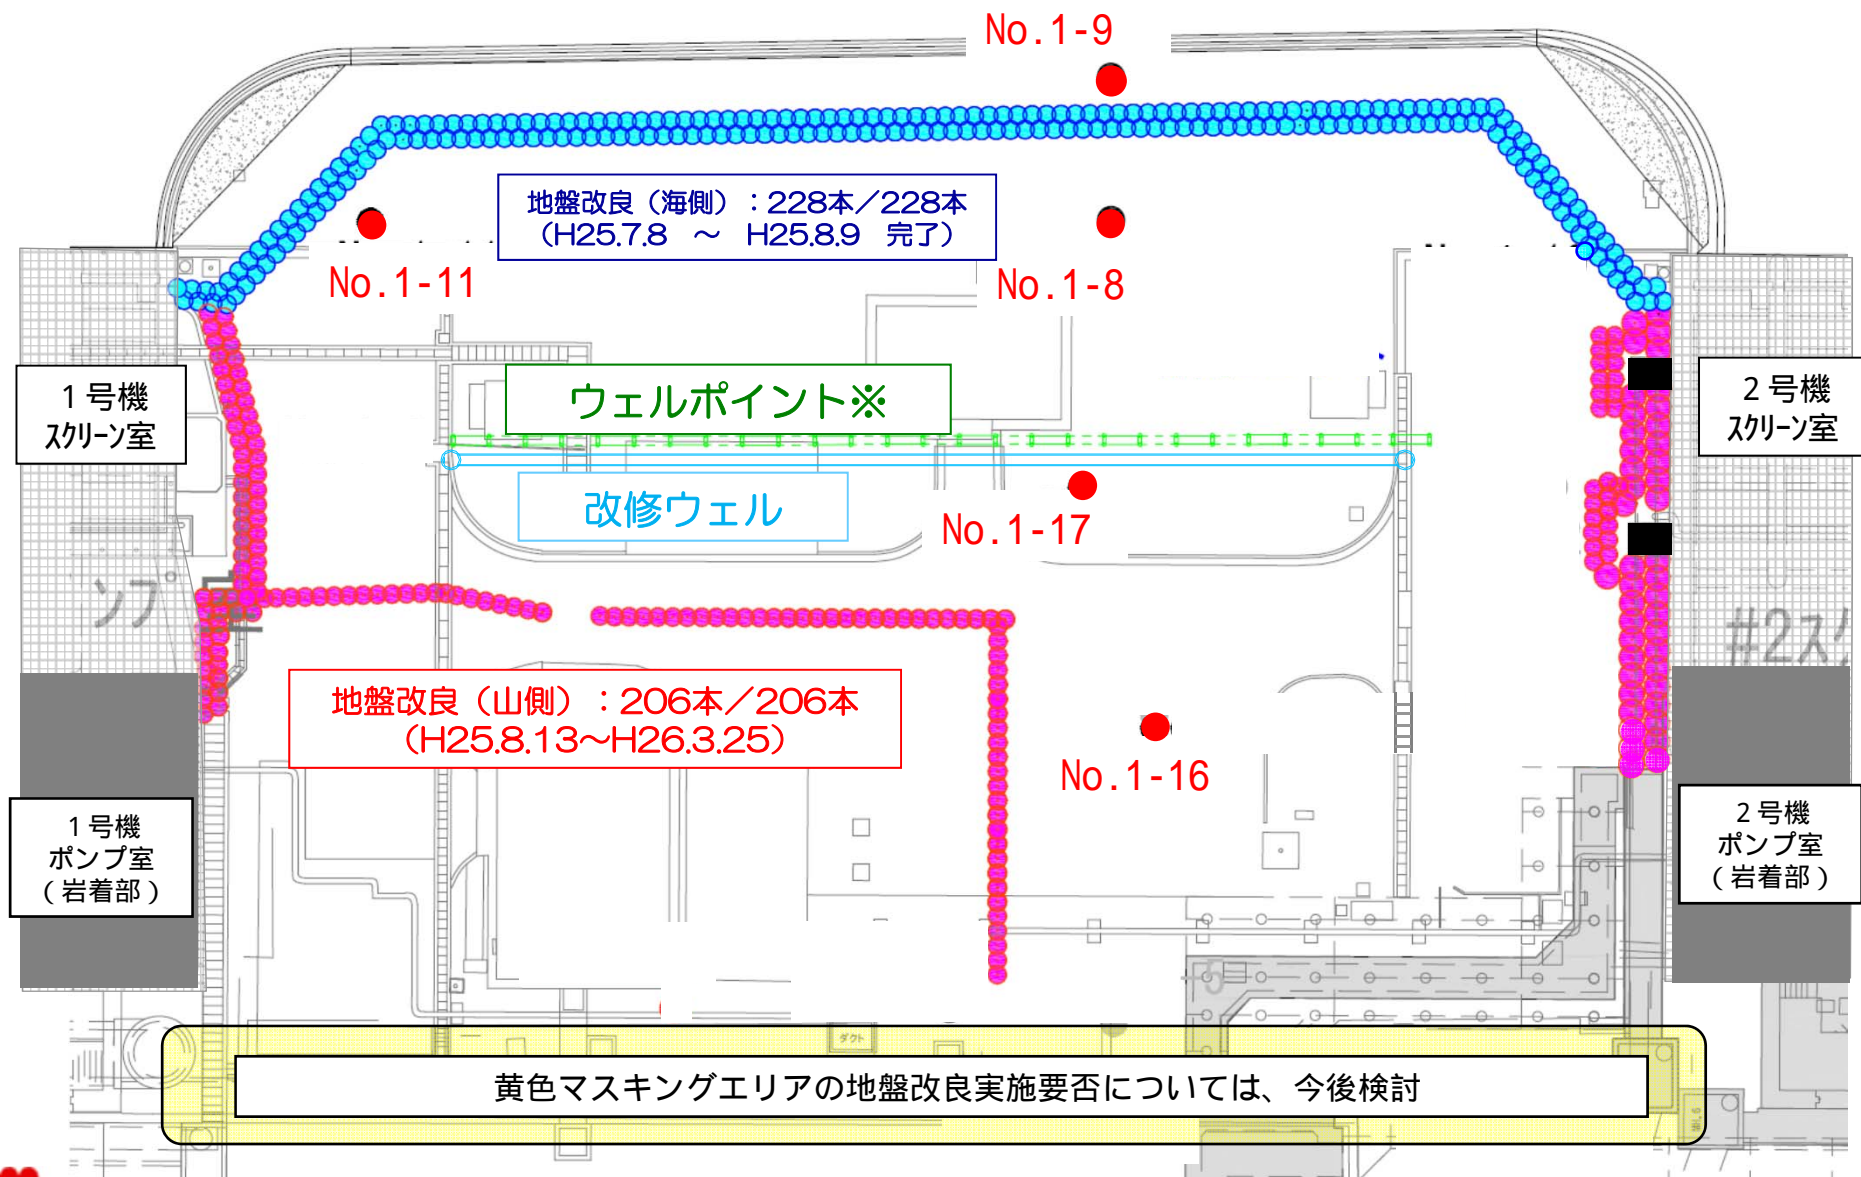 No.1-9
地盤改良（海側）：228本／228本
（H25.7.8　～　H25.8.9　完了）
No.1-11
No.1-8
1号機
ｽｸﾘｰﾝ室
ウェルポイント※
2号機
ｽｸﾘｰﾝ室
改修ウェル
No.1-17
ンプ
#2ス
地盤改良（山側）：206本／206本
（H25.8.13～H26.3.25）
No.1-16
1号機
ポンプ室
（岩着部）
2号機
ポンプ室
（岩着部）
ダクト
黄色マスキングエリアの地盤改良実施要否については、今後検討